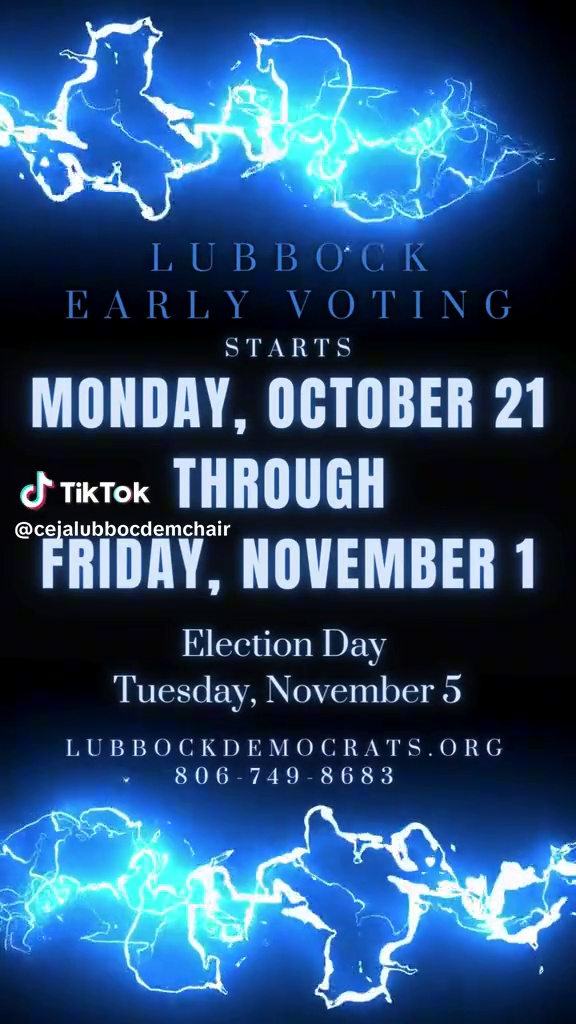 LUBBOCK
EARLY VOTING
STARTS
MONDAY, OCTOBER 21
THROUGH
TikTok
@cejalubbocdemchair
FRIDAY, NOVEMBER 1
Election Day
Tuesday, November 5
LUBBOCKDEMOCRATS.ORG
806-749-8683